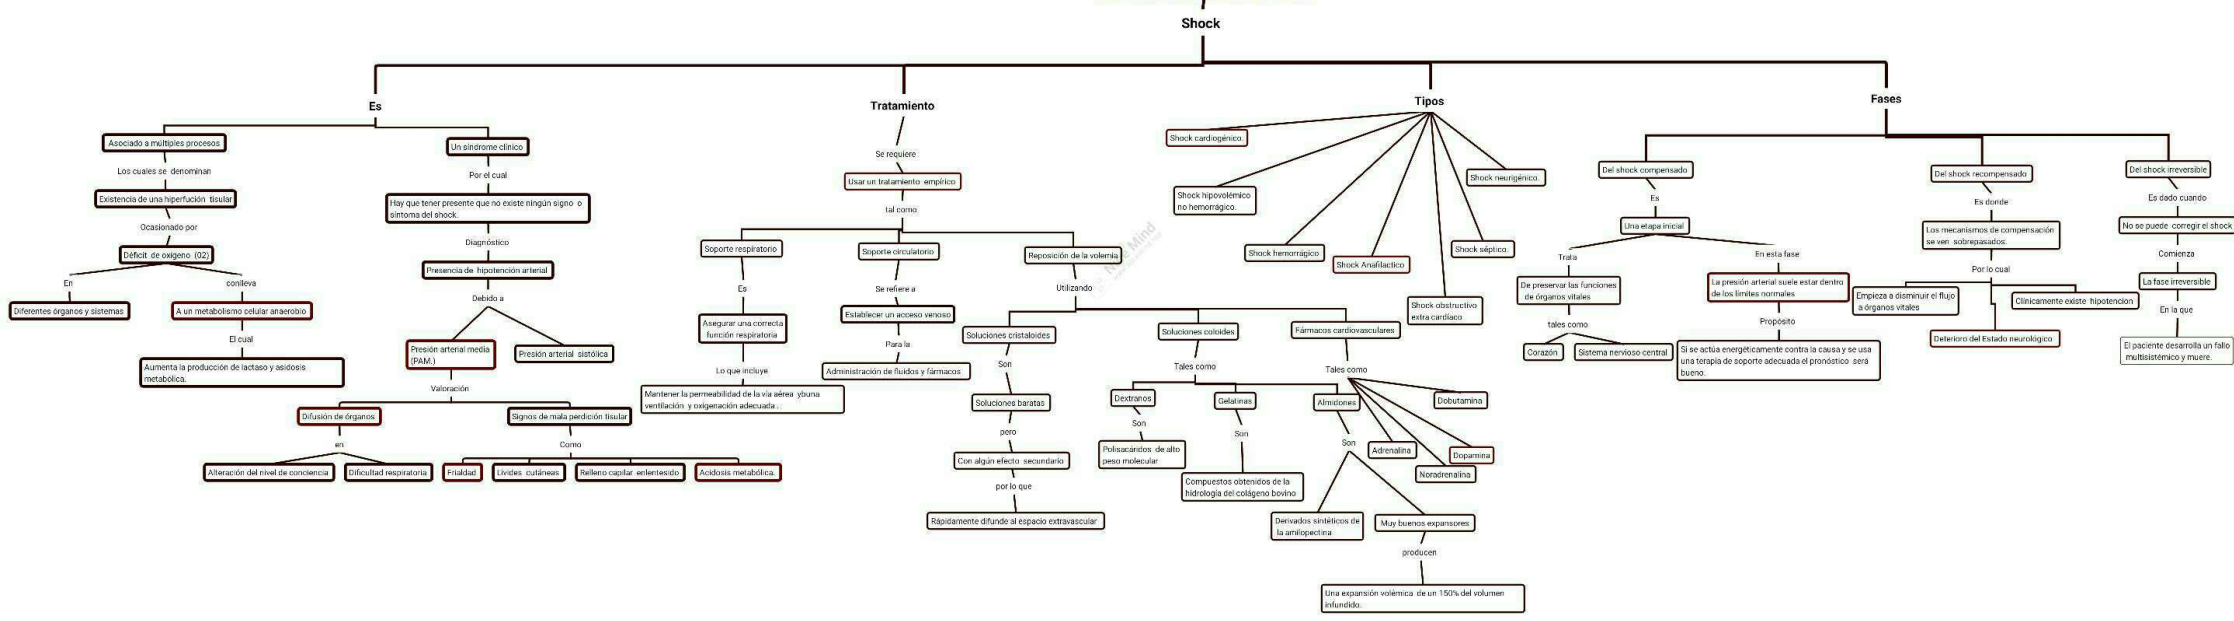 Shock
Es
Asociado a múltiples procesos
Los cuales se denominan
Existencia de una hiperfución tisular
Ocasionado por
Déficit de oxigeno (02)
En
Diferentes órganos y sistemas
conlleva
A un metabolismo celular anaerobio
El cual
Aumenta la producción de lactaso y asidosis
metabólica.
Un síndrome clínico
Por el cual
Hay que tener presente que no existe ningún signo o
síntoma del shock.
Diagnóstico
Presencia de hipotención arterial
Debido a
Presión arterial media
(PAM.)
Presión arterial sistólica
Valoración
Difusión de órganos
en
Alteración del nivel de conciencia
Dificultad respiratoria
Signos de mala perdición tisular
Como
Frialdad
Livides cutáneas
Relleno capilar enlentesido
Acidosis metabólica.
Tratamiento
Se requiere
Usar un tratamiento empírico
tal como
Soporte respiratorio
Es
Asegurar una correcta
función respiratoria
Lo que incluye
Mantener la permeabilidad de la vía aérea ybuna
ventilación y oxigenación adecuada .
Soporte circulatorio
Se refiere a
Establecer un acceso venoso
Para la
Administración de fluidos y fármacos
Reposición de la volemia
Utilizando
Soluciones cristaloides
Son
Soluciones baratas
pero
Con algún efecto secundario
por lo que
Rápidamente difunde al espacio extravascular
Soluciones coloides
Tales como
Dextranos
Son
Polisacáridos de alto
peso molecular
Gelatinas
Son
Compuestos obtenidos de la
hidrología del colágeno bovino
Almidones
Son
Derivados sintéticos de
la amilopectina
Muy buenos expansores
producen
Una expansión volémica de un 150% del volumen
infundido.
Fármacos cardiovasculares
Tales como
Dobutamina
Dopamina
Noradrenalina
Adrenalina
Tipos
Shock cardiogénico.
Shock hipovolémico
no hemorrágico.
Shock hemorrágico
Shock Anafilactico
Shock obstructivo
extra cardíaco
Shock séptico.
Shock neurigénico.
Fases
Del shock compensado
Es
Una etapa inicial
Trata
De preservar las funciones
de órganos vitales
tales como
Corazón
Sistema nervioso central
En esta fase
La presión arterial suele estar dentro
de los límites normales
Propósito
Si se actúa energéticamente contra la causa y se usa
una terapia de soporte adecuada el pronóstico será
bueno.
Del shock recompensado
Es donde
Los mecanismos de compensación
se ven sobrepasados.
Por lo cual
Empieza a disminuir el flujo
a órganos vitales
Deterioro del Estado neurológico
Clínicamente existe hipotencion
Del shock irreversible
Es dado cuando
No se puede corregir el shock
Comienza
La fase irreversible
En la que
El paciente desarrolla un fallo
multisistémico y muere.
Mind